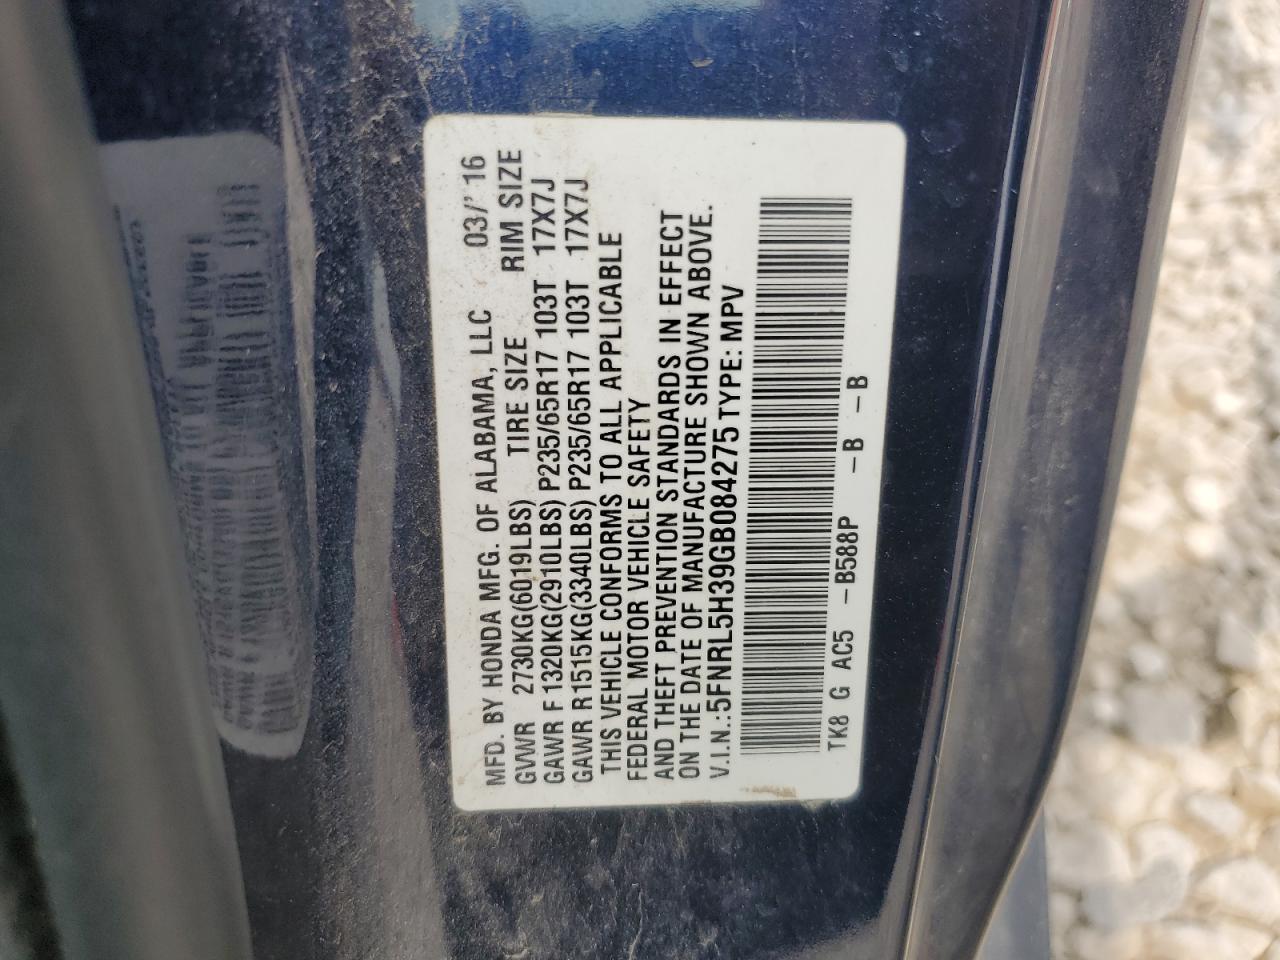 MFD. BY HONDA MFG. OF ALABAMA, LLC 03/'16
GVWR 2730KG(6019LBS) TIRE SIZE RIM SIZE
GAWR F 1320KG(2910LBS) P235/65R17 103T 17X7J
GAWR R 1515KG(3340LBS) P235/65R17 103T 17X7J
THIS VEHICLE CONFORMS TO ALL APPLICABLE
FEDERAL MOTOR VEHICLE SAFETY
AND THEFT PREVENTION STANDARDS IN EFFECT
ON THE DATE OF MANUFACTURE SHOWN ABOVE.
V.I.N.:5FNRL5H39GB084275 TYPE: MPV
TK8 G AC5 -B588P -B -B